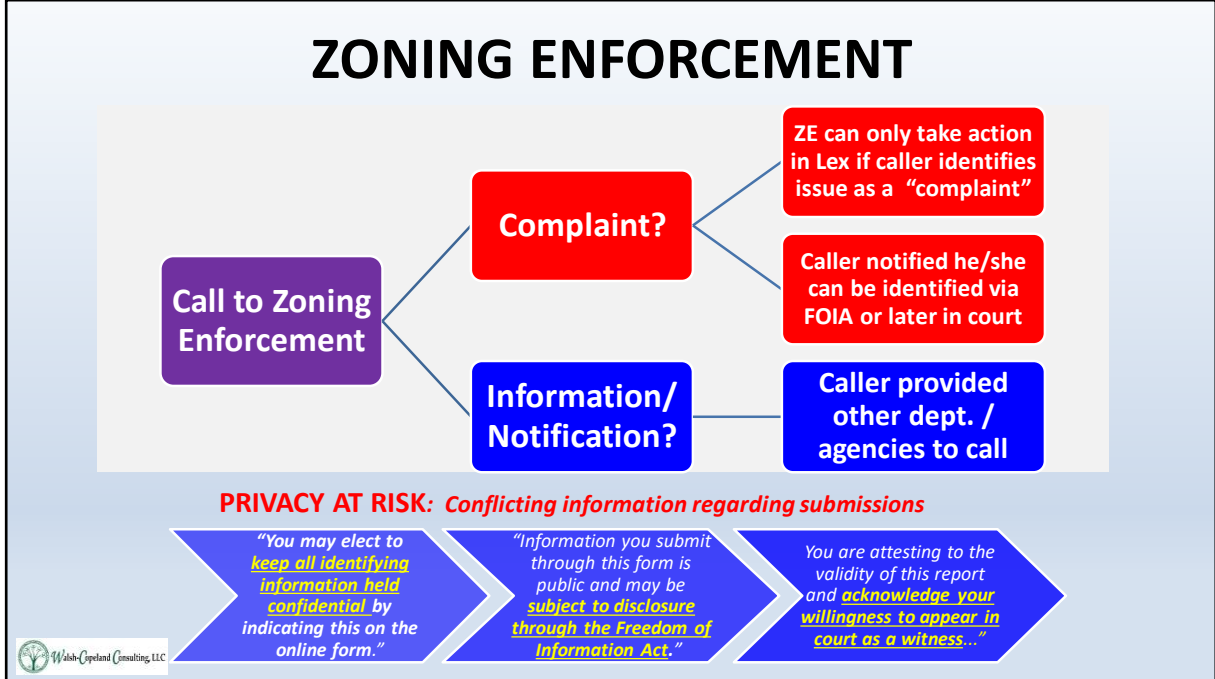 ZONING ENFORCEMENT
Call to Zoning
Enforcement
Complaint?
ZE can only take action
in Lex if caller identifies
issue as a “complaint”
Caller notified he/she
can be identified via
FOIA or later in court
Information/
Notification?
Caller provided
other dept. /
agencies to call
PRIVACY AT RISK: Conflicting information regarding submissions
“You may elect to
keep all identifying
information held
confidential by
indicating this on the
online form.”
“Information you submit
through this form is
public and may be
subject to disclosure
through the Freedom of
Information Act.”
You are attesting to the
validity of this report
and acknowledge your
willingness to appear in
court as a witness...”
Walsh-Copeland Consulting, LLC